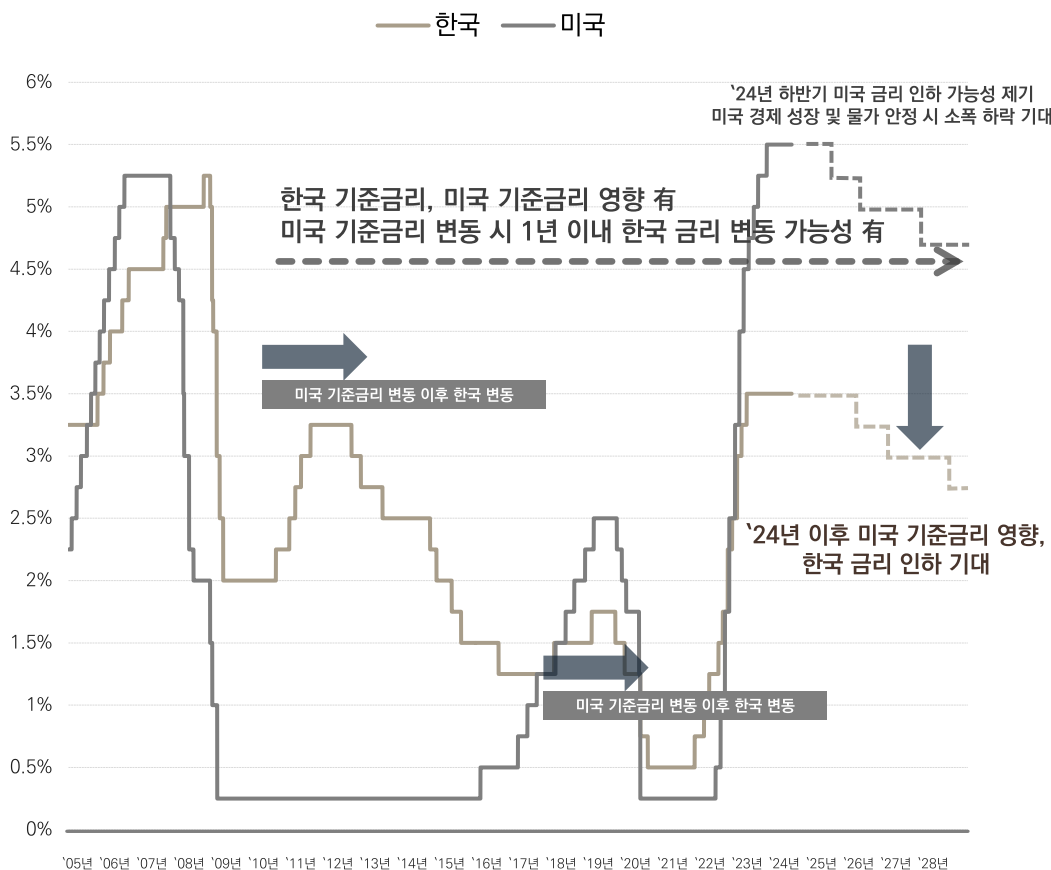 한국 미국
6%
`24년 하반기 미국 금리 인하 가능성 제기
미국 경제 성장 및 물가 안정 시 소폭 하락 기대
5.5%
한국 기준금리, 미국 기준금리 영향 有
5%
미국 기준금리 변동 시 1년 이내 한국 금리 변동 가능성 有
4.5%
4%
미국 기준금리 변동 이후 한국 변동
3.5%
3%
2.5%
`24년 이후 미국 기준금리 영향,
한국 금리 인하 기대
2%
1.5%
미국 기준금리 변동 이후 한국 변동
1%
0.5%
0%
`05년 `06년 `07년 `08년 `09년 `10년 `11년 `12년 `13년 `14년 `15년 `16년 `17년 `18년 `19년 `20년 `21년 `22년 `23년 `24년 `25년 `26년 `27년 `28년